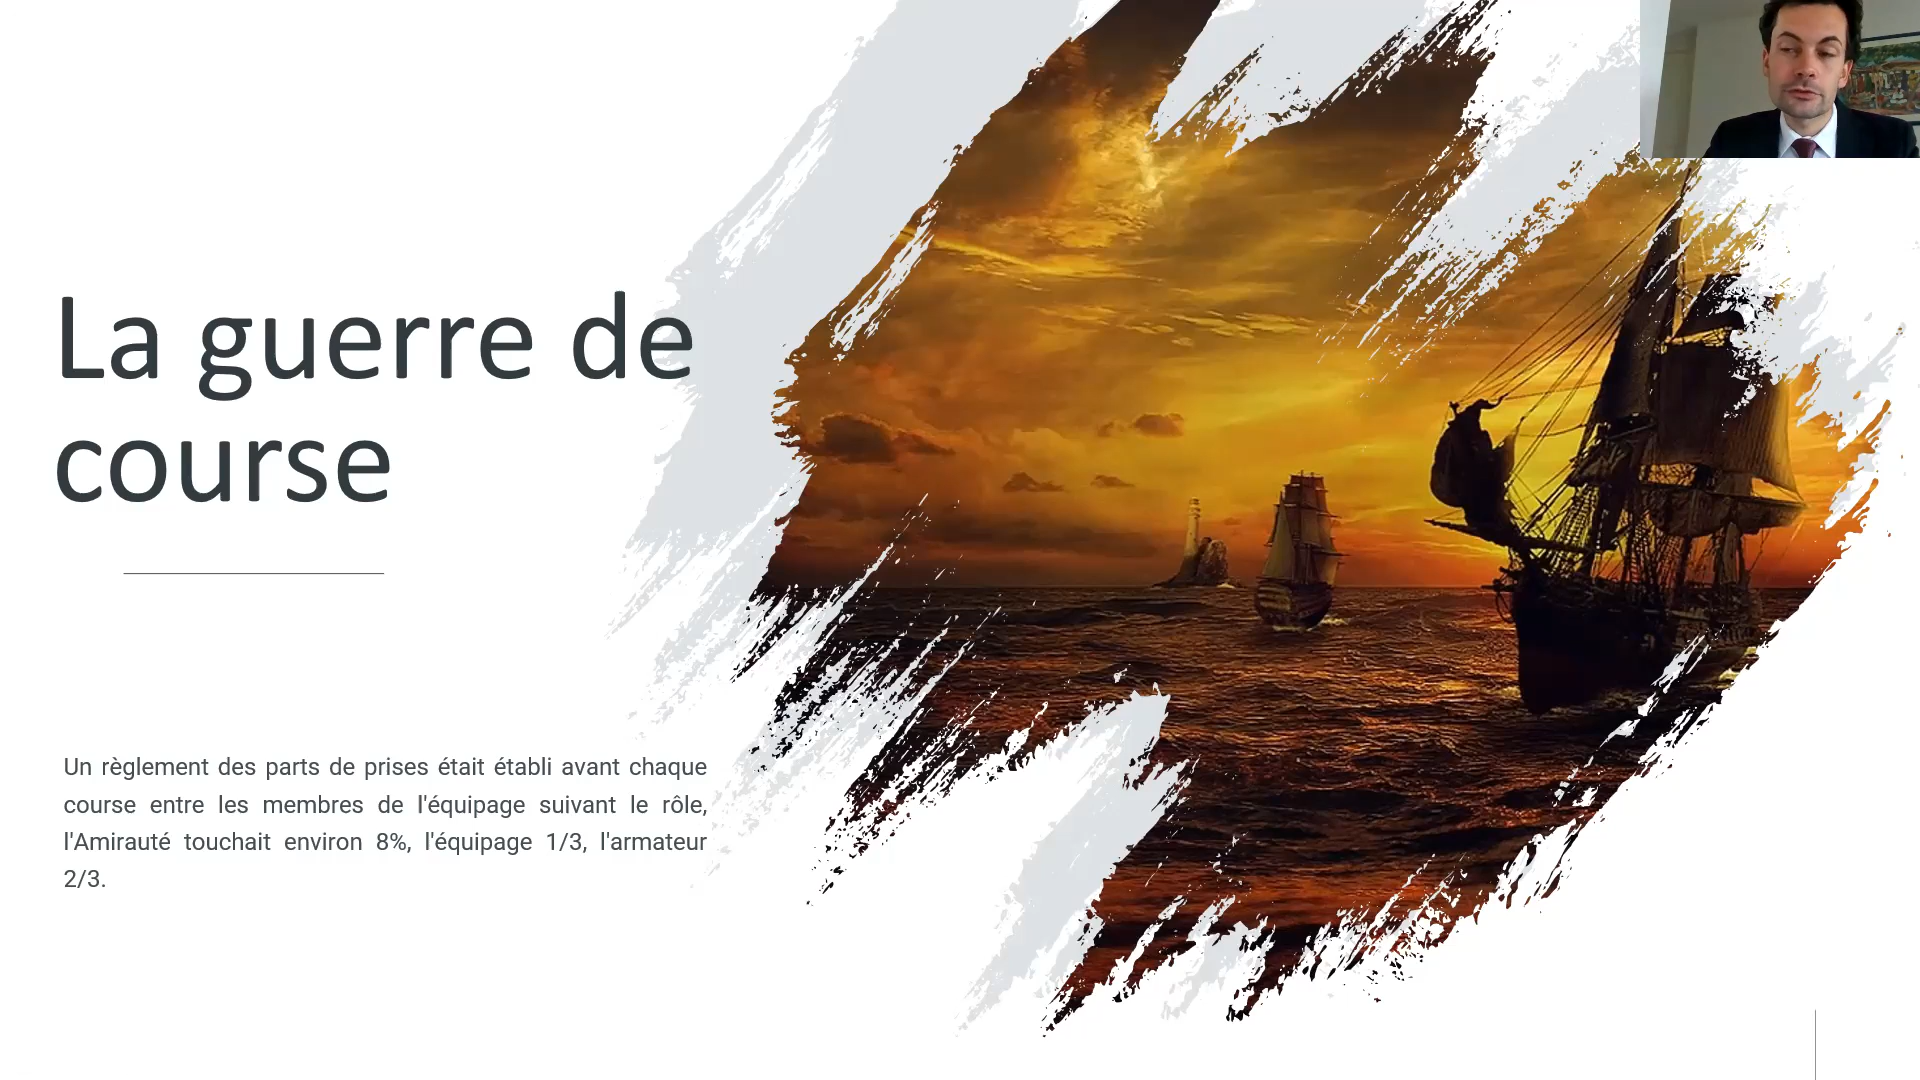 La guerre de
course
Un règlement des parts de prises était établi avant chaque
course entre les membres de l'équipage suivant le rôle,
l'Amirauté touchait environ 8%, l'équipage 1/3, l'armateur
2/3.